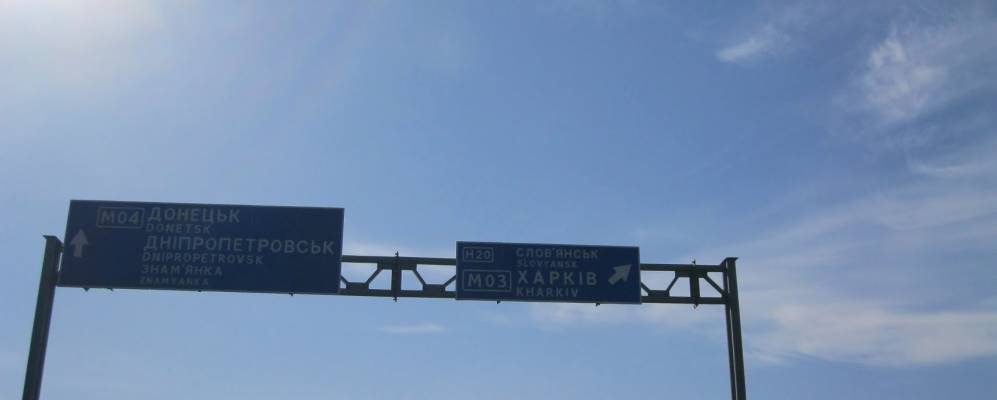 М04 ДОНЕЦЬК
DONETSK
ДНІПРОПЕТРОВСЬК
DNIPROPETROVSK
ЗНАМ'ЯНКА
ZNAMYANKA
Н20 СЛОВ'ЯНСЬК
SLOVYANSK
М03 ХАРКІВ
KHARKIV